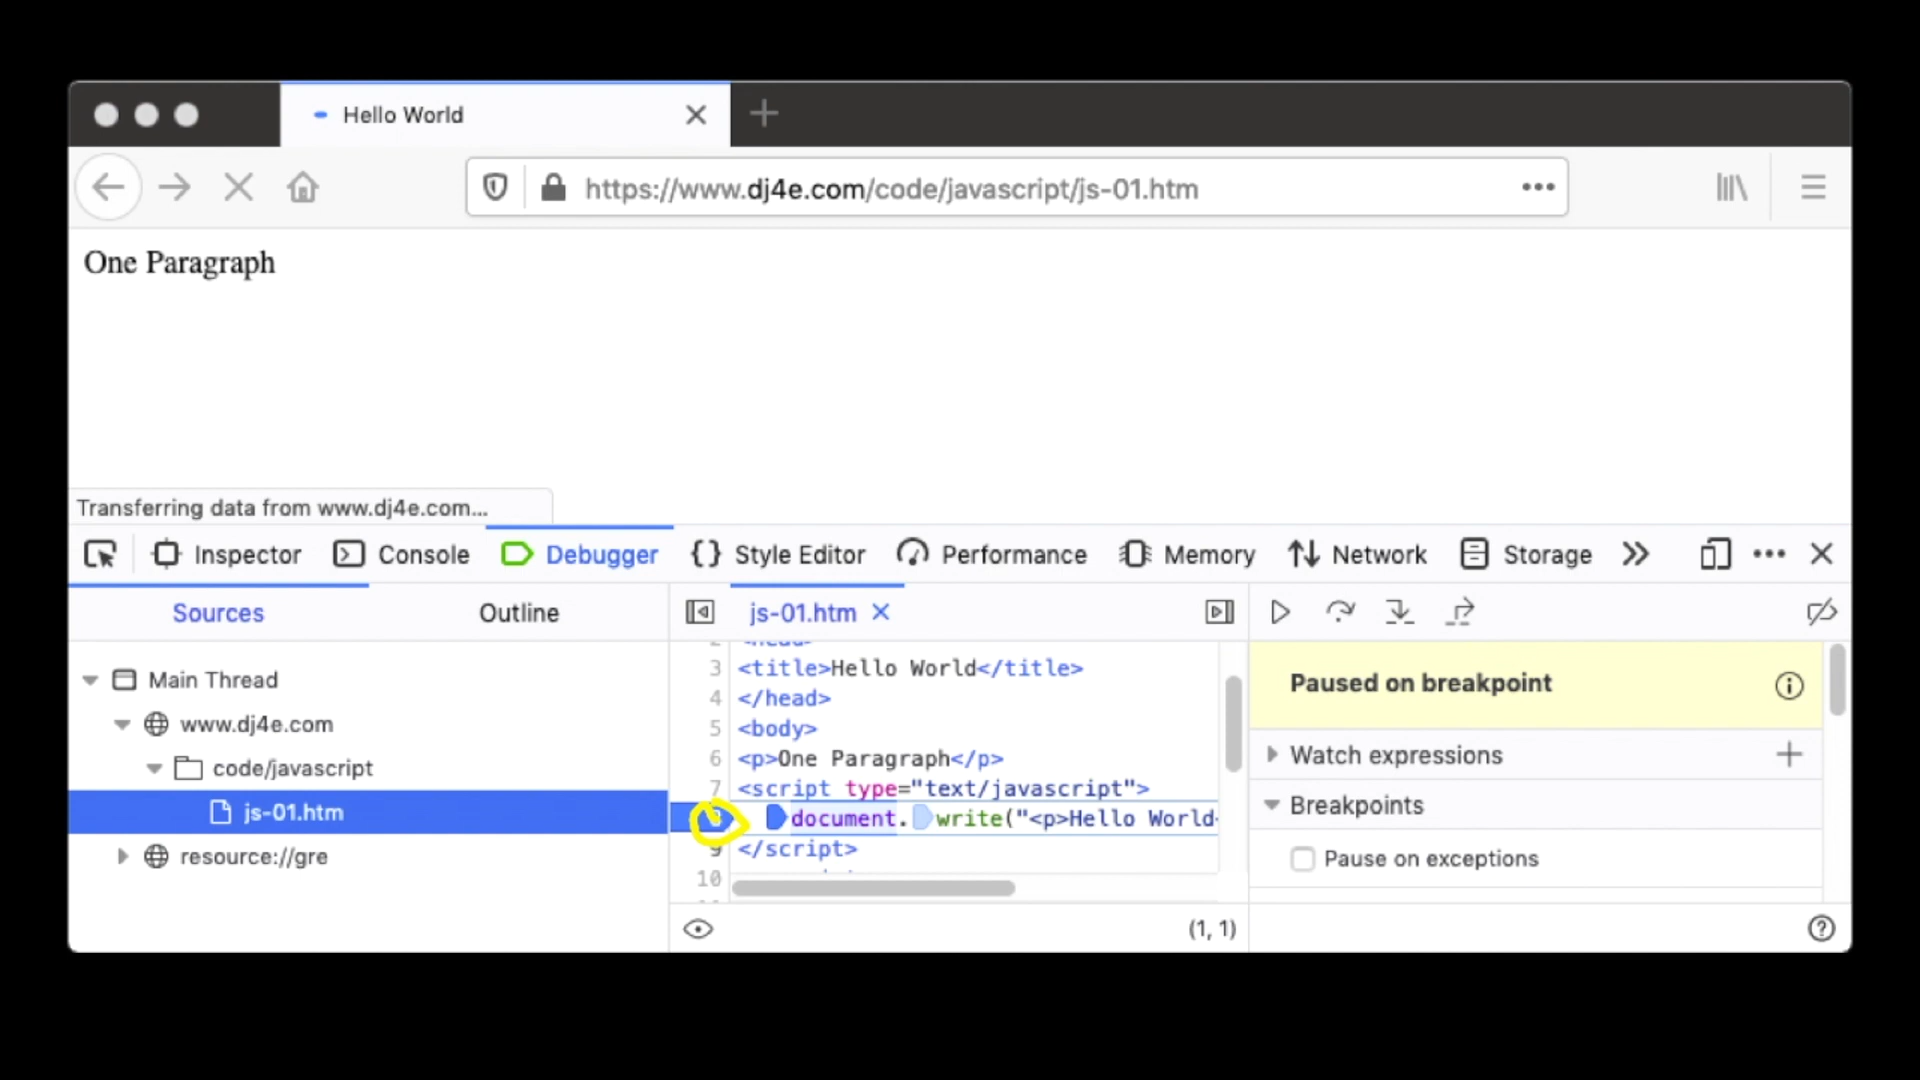 Hello World
https://www.dj4e.com/code/javascript/js-01.htm
One Paragraph
Transferring data from www.dj4e.com...
Inspector Console Debugger Style Editor Performance Memory Network Storage
Sources Outline js-01.htm
Main Thread
www.dj4e.com
code/javascript
js-01.htm
resource://gre
3 <title>Hello World</title>
4 </head>
5 <body>
6 <p>One Paragraph</p>
7 <script type="text/javascript">
document.write("<p>Hello World
9 </script>
10
(1, 1)
Paused on breakpoint
Watch expressions
Breakpoints
Pause on exceptions